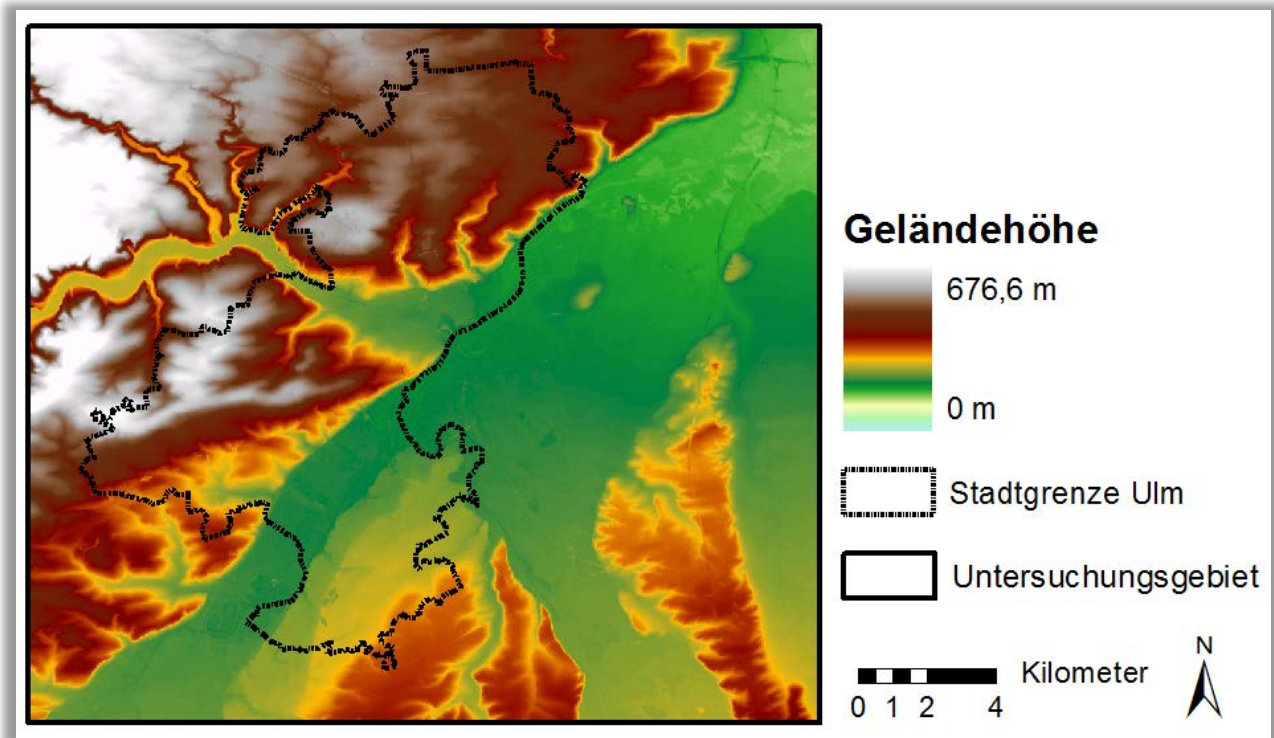 Geländehöhe
676,6 m
0 m
Stadtgrenze Ulm
Untersuchungsgebiet
N
Kilometer
0 1 2 4